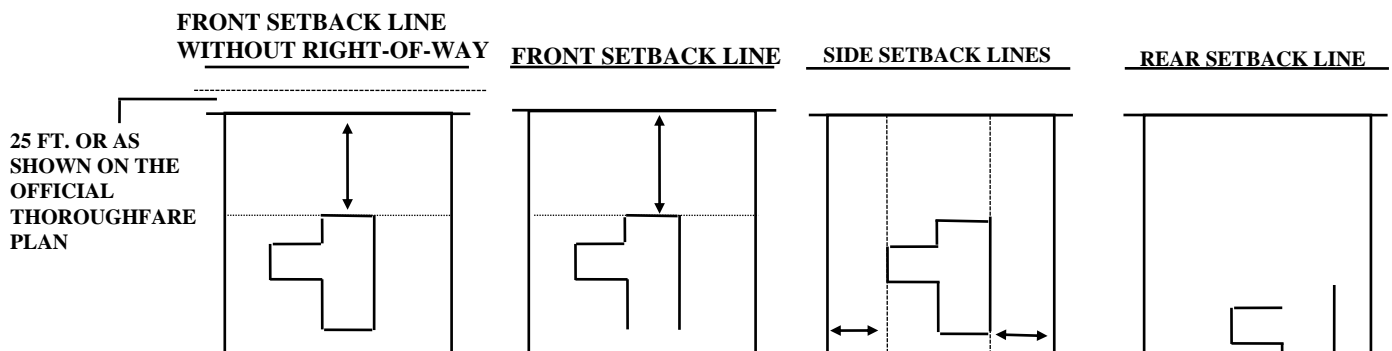 FRONT SETBACK LINE
WITHOUT RIGHT-OF-WAY
FRONT SETBACK LINE
SIDE SETBACK LINES
REAR SETBACK LINE
25 FT. OR AS
SHOWN ON THE
OFFICIAL
THOROUGHFARE
PLAN